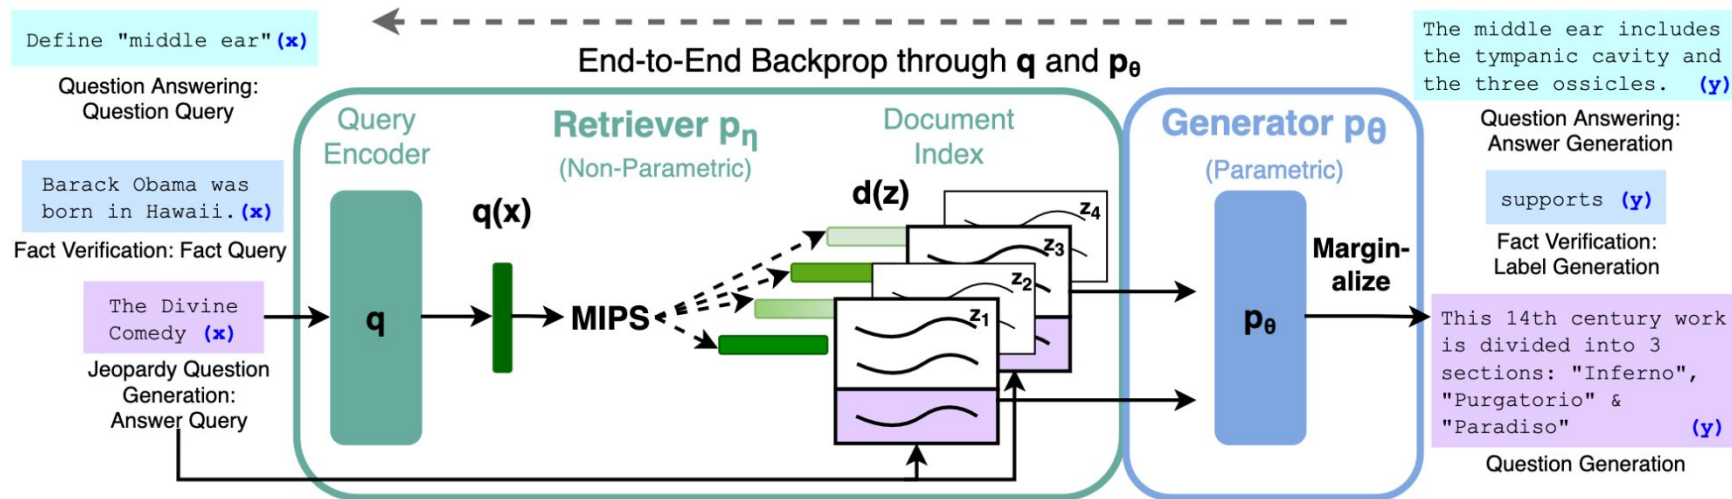 Define "middle ear" (x)
Question Answering:
Question Query
Barack Obama was
born in Hawaii. (x)
Fact Verification: Fact Query
The Divine
Comedy (x)
Jeopardy Question
Generation:
Answer Query
End-to-End Backprop through q and pθ
Query
Encoder
Retriever pη
(Non-Parametric)
Document
Index
q
q(x)
MIPS
d(z)
z4
z3
z2
z1
Generator pθ
(Parametric)
pθ
Margin-
alize
The middle ear includes
the tympanic cavity and
the three ossicles. (y)
Question Answering:
Answer Generation
supports (y)
Fact Verification:
Label Generation
This 14th century work
is divided into 3
sections: "Inferno",
"Purgatorio" &
"Paradiso" (y)
Question Generation